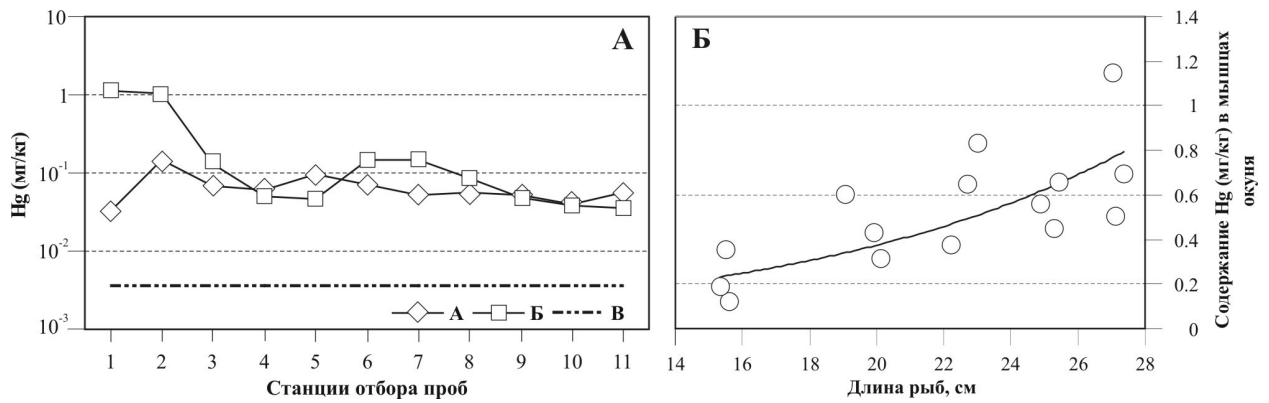 А
10
1
10⁻¹
10⁻²
10⁻³
Hg (мг/кг)
А Б В
1 2 3 4 5 6 7 8 9 10 11
Станции отбора проб
Б
1.4
1.2
1
0.8
0.6
0.4
0.2
0
Содержание Hg (мг/кг) в мышцах
окуня
14 16 18 20 22 24 26 28
Длина рыб, см